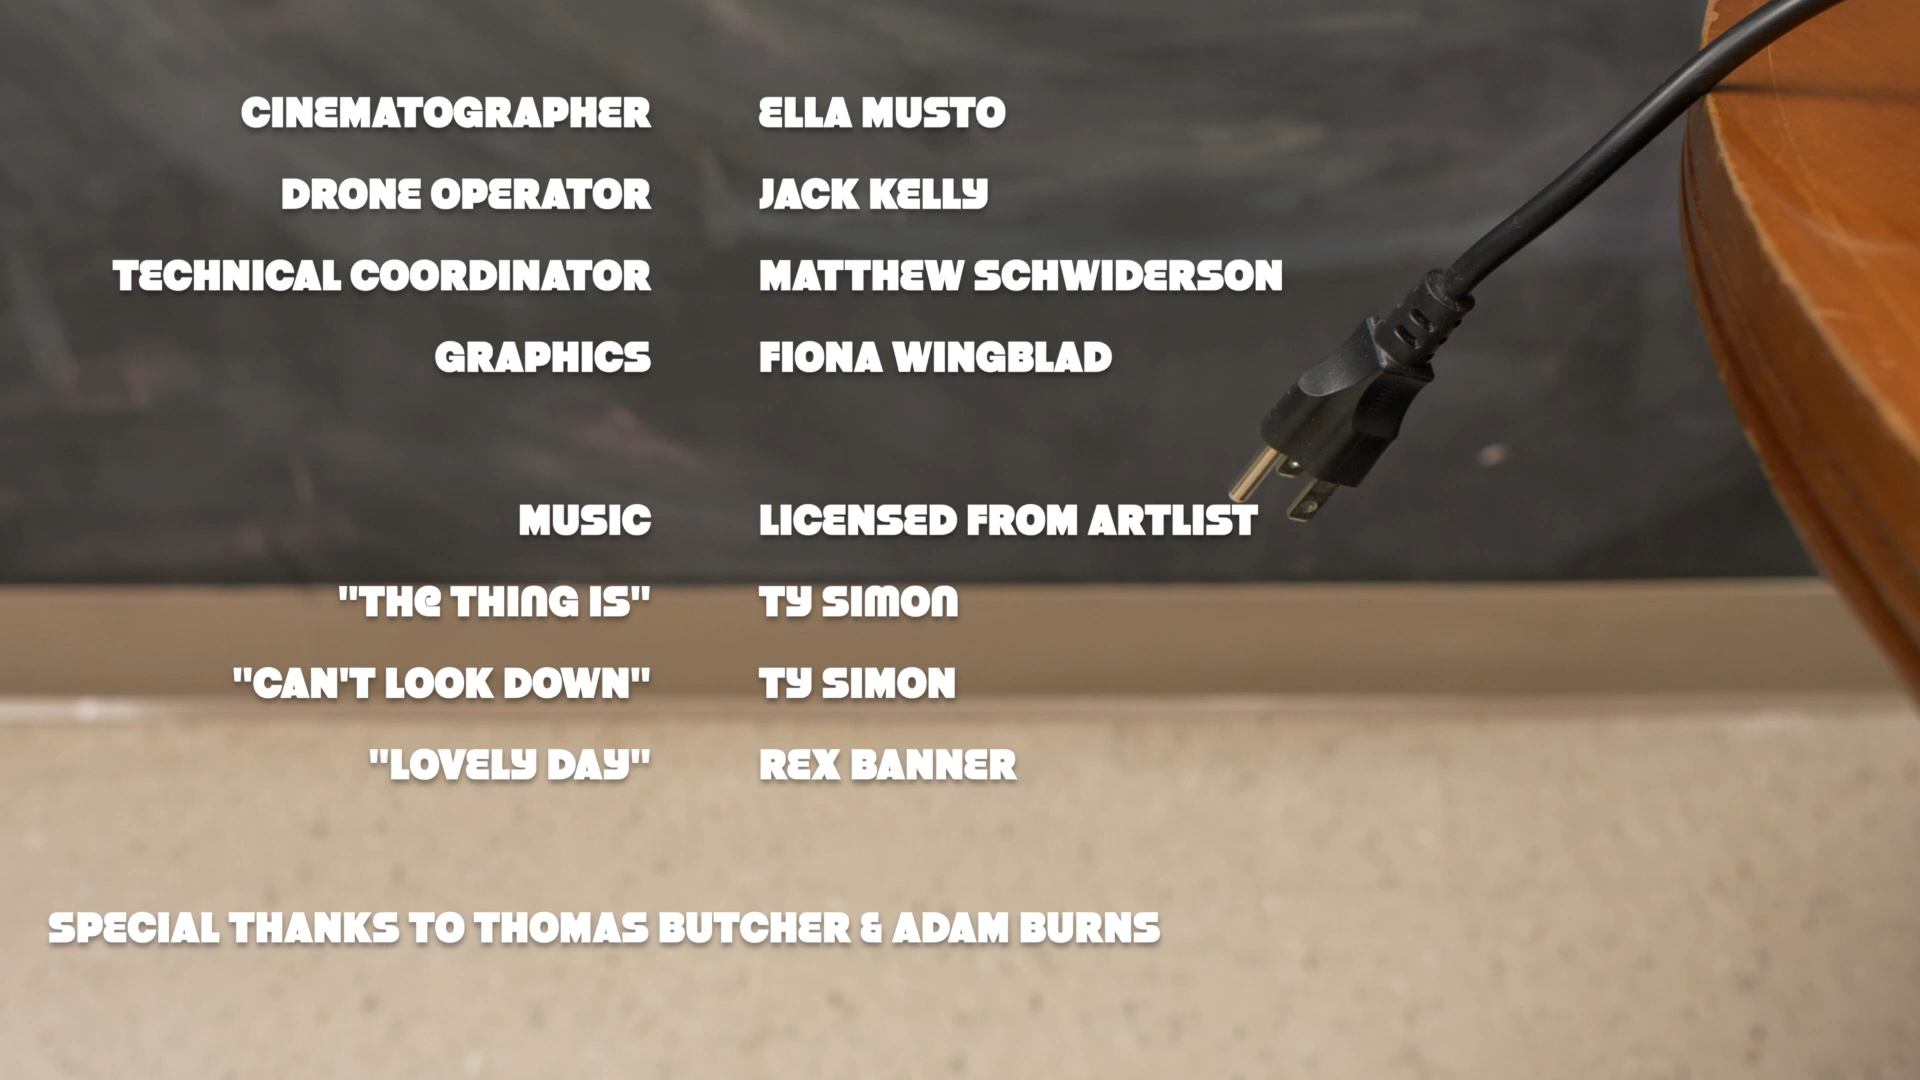 CINEMATOGRAPHER ELLA MUSTO
DRONE OPERATOR JACK KELLY
TECHNICAL COORDINATOR MATTHEW SCHWIDERSON
GRAPHICS FIONA WINGBLAD
MUSIC LICENSED FROM ARTLIST
"THe THING IS" TY SIMON
"CAN'T LOOK DOWN" TY SIMON
"LOVELY DAY" REX BANNER
SPECIAL THANKS TO THOMAS BUTCHER & ADAM BURNS